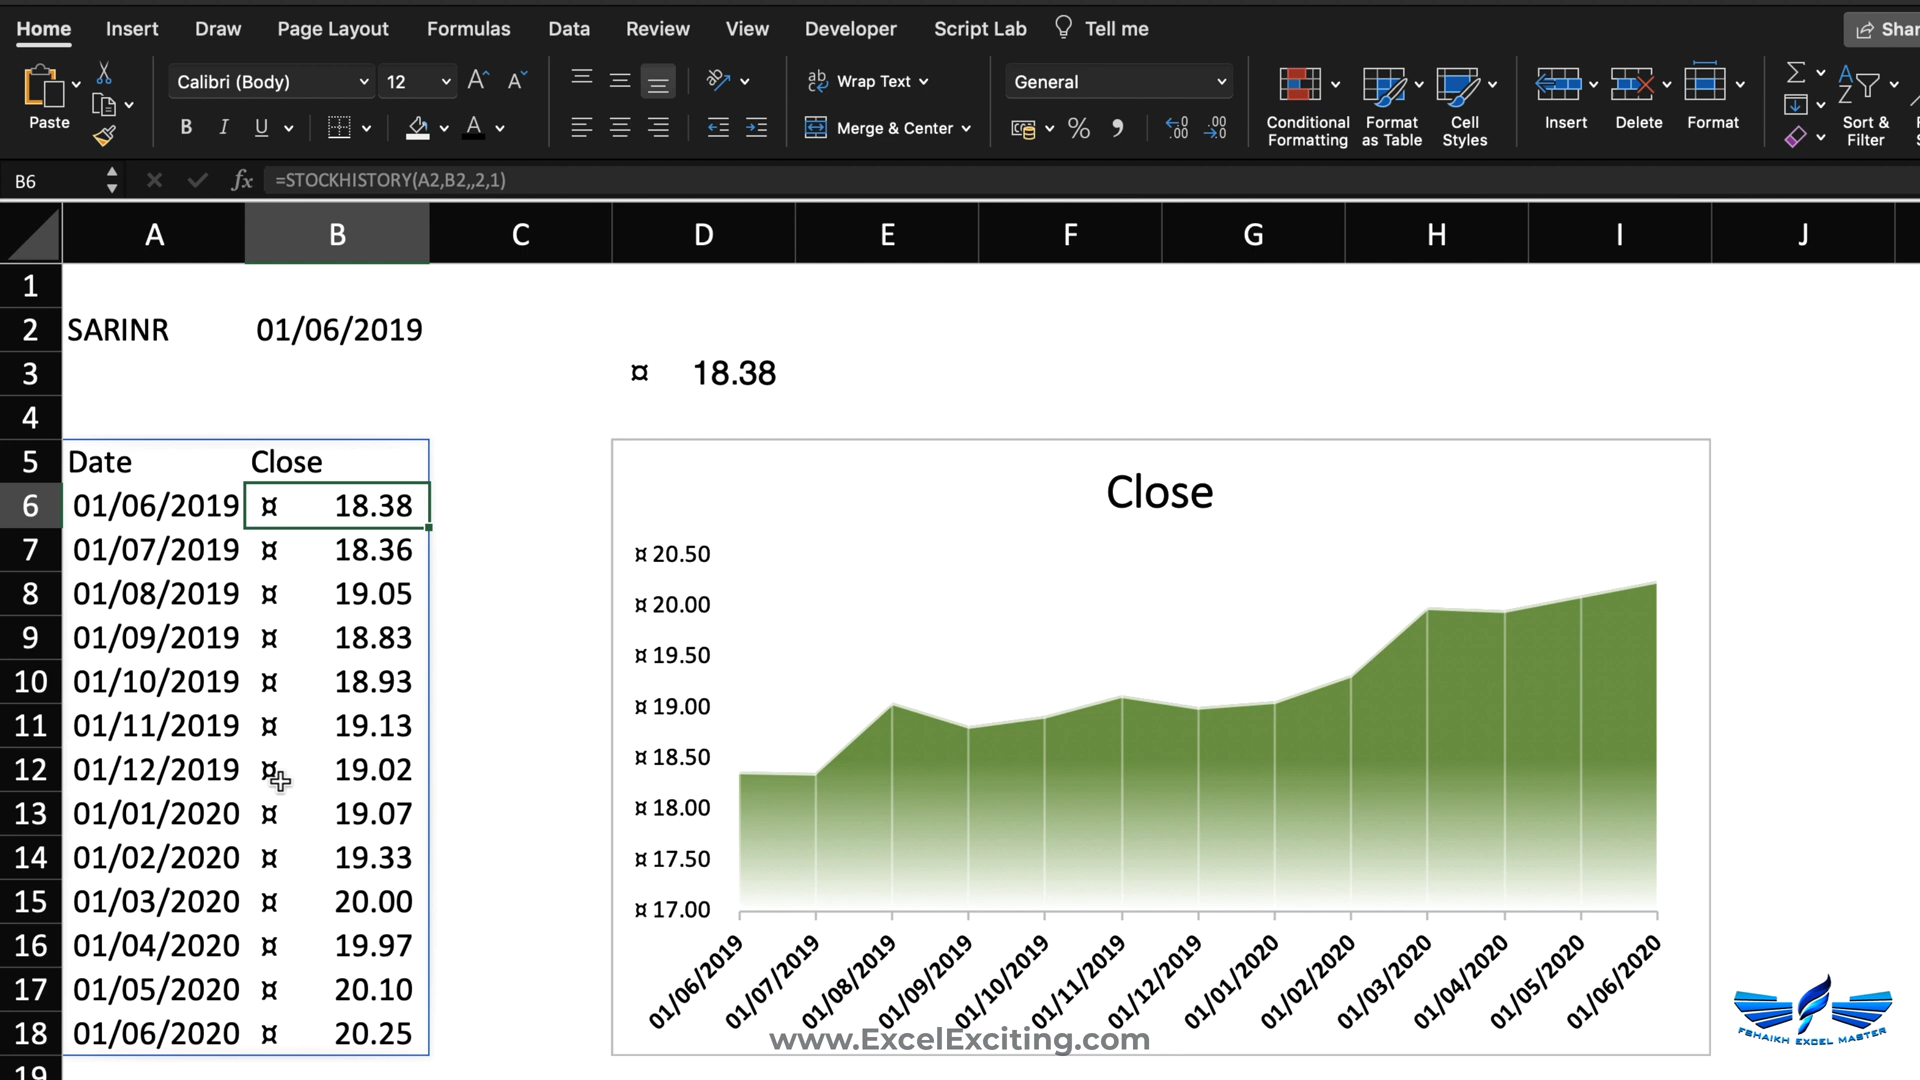 Home Insert Draw Page Layout Formulas Data Review View Developer Script Lab Tell me
Paste
Calibri (Body) 12
B I U A
ab Wrap Text
Merge & Center
General
Conditional Formatting
Format as Table
Cell Styles
Insert
Delete
Format
Sort & Filter
B6 fx =STOCKHISTORY(A2,B2,,2,1)
A B C D E F G H I J
1
2 SARINR 01/06/2019
3 ¤ 18.38
4
5 Date Close
6 01/06/2019 ¤ 18.38
7 01/07/2019 ¤ 18.36
8 01/08/2019 ¤ 19.05
9 01/09/2019 ¤ 18.83
10 01/10/2019 ¤ 18.93
11 01/11/2019 ¤ 19.13
12 01/12/2019 ¤ 19.02
13 01/01/2020 ¤ 19.07
14 01/02/2020 ¤ 19.33
15 01/03/2020 ¤ 20.00
16 01/04/2020 ¤ 19.97
17 01/05/2020 ¤ 20.10
18 01/06/2020 ¤ 20.25
19
Close
¤ 20.50
¤ 20.00
¤ 19.50
¤ 19.00
¤ 18.50
¤ 18.00
¤ 17.50
¤ 17.00
01/06/2019 01/07/2019 01/08/2019 01/09/2019 01/10/2019 01/11/2019 01/12/2019 01/01/2020 01/02/2020 01/03/2020 01/04/2020 01/05/2020 01/06/2020
www.ExcelExciting.com
FSHAIKH EXCEL MASTER